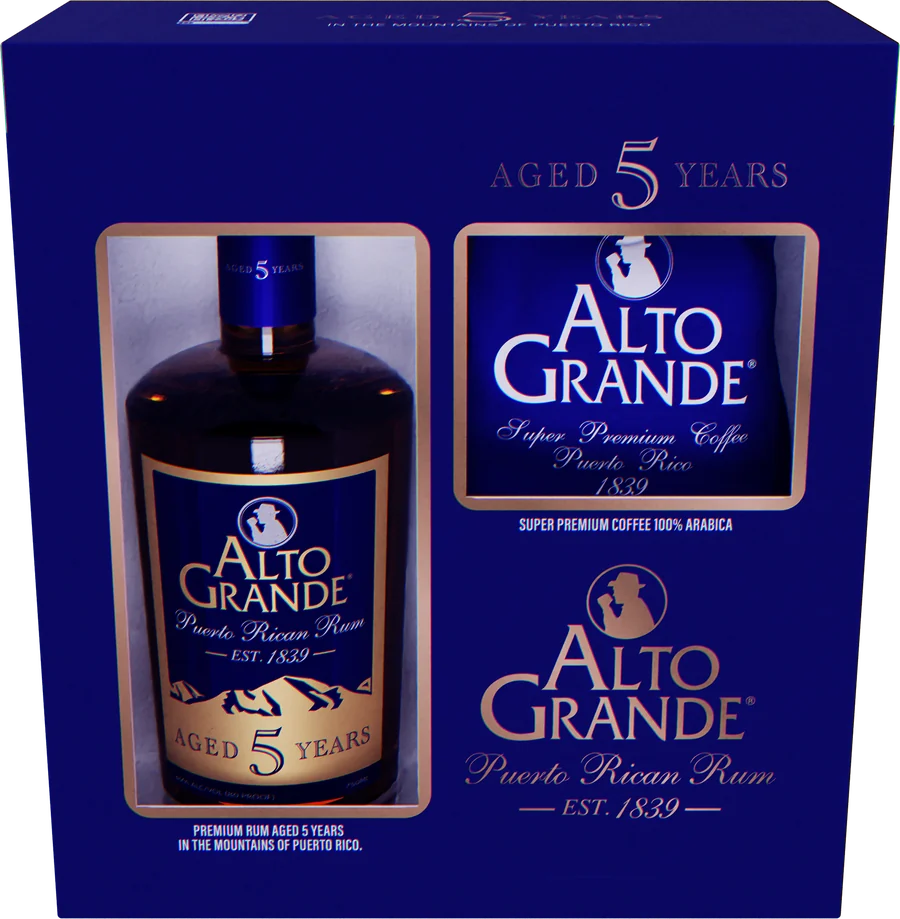 AGED 5 YEARS
IN THE MOUNTAINS OF PUERTO RICO
AGED 5 YEARS
AGED 5 YEARS
ALTO
GRANDE®
Super Premium Coffee
Puerto Rico
1839
SUPER PREMIUM COFFEE 100% ARABICA
ALTO
GRANDE®
Puerto Rican Rum
EST. 1839
AGED 5 YEARS
ALTO
GRANDE®
Puerto Rican Rum
EST. 1839
PREMIUM RUM AGED 5 YEARS
IN THE MOUNTAINS OF PUERTO RICO.